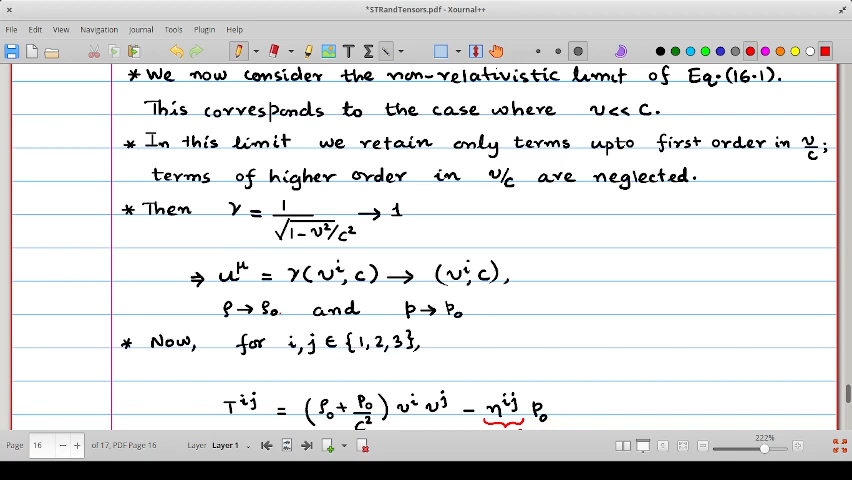 *STRandTensors.pdf - Xournal++
File Edit View Navigation Journal Tools Plugin Help
* We now consider the non-relativistic limit of Eq.(16.1).
This corresponds to the case where v<< c.
* In this limit we retain only terms upto first order in v/c ;
terms of higher order in v/c are neglected.
* Then γ = 1/√(1-v²/c²) → 1
⇒ u^μ = γ(v^i, c) → (v^i, c),
ρ → ρ₀ and p → p₀
* Now, for i, j ∈ {1, 2, 3},
T^ij = (ρ₀ + p₀/c²) v^i v^j - η^ij p₀
Page 16 of 17, PDF Page 16 Layer Layer 1 222%